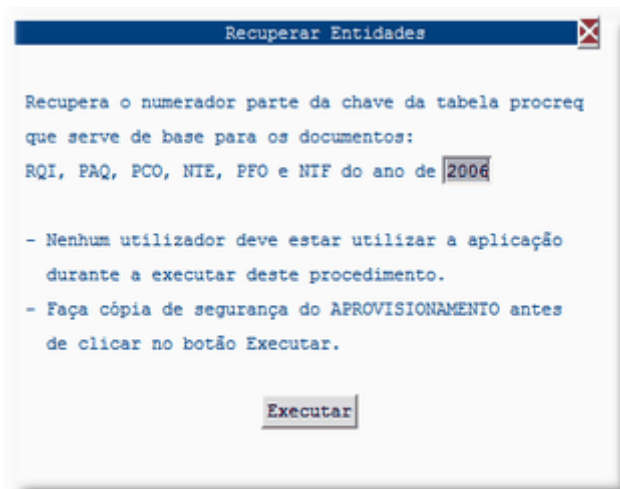 Recuperar Entidades
Recupera o numerador parte da chave da tabela procreq
que serve de base para os documentos:
RQI, PAQ, PCO, NTE, PFO e NTF do ano de 2006
- Nenhum utilizador deve estar utilizar a aplicação
durante a executar deste procedimento.
- Faça cópia de segurança do APROVISIONAMENTO antes
de clicar no botão Executar.
Executar